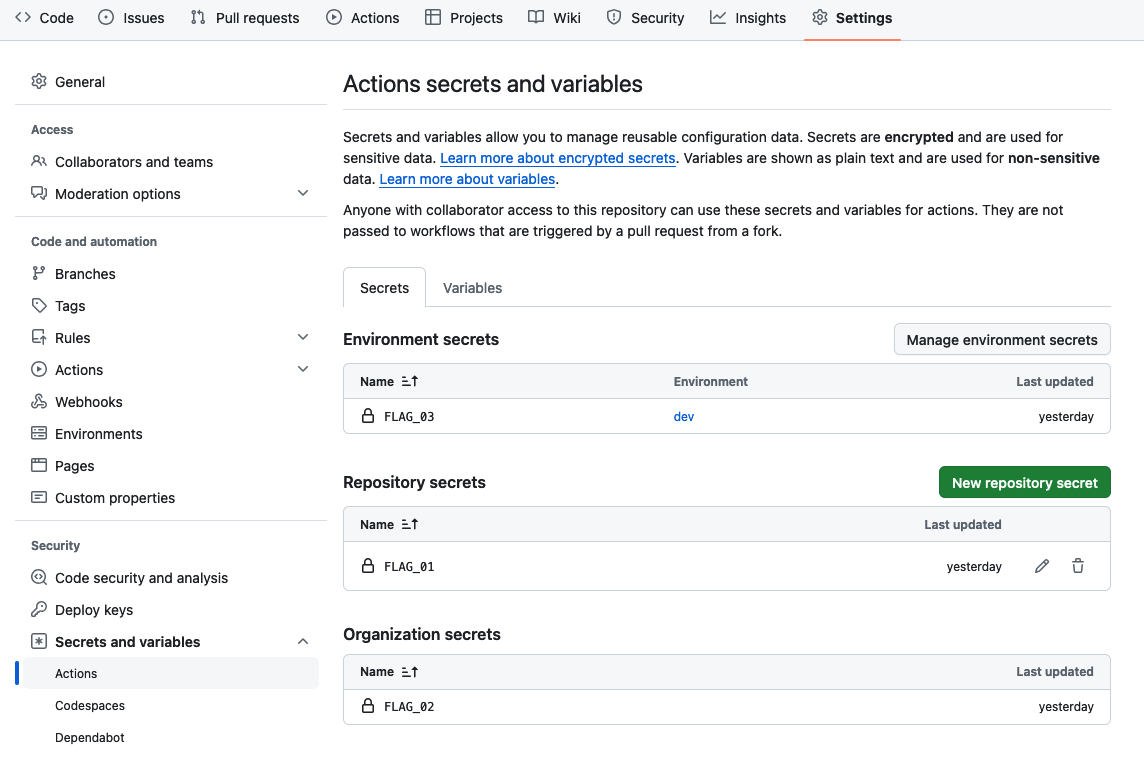 Code Issues Pull requests Actions Projects Wiki Security Insights Settings
General
Access
Collaborators and teams
Moderation options
Code and automation
Branches
Tags
Rules
Actions
Webhooks
Environments
Pages
Custom properties
Security
Code security and analysis
Deploy keys
Secrets and variables
Actions
Codespaces
Dependabot
Actions secrets and variables
Secrets and variables allow you to manage reusable configuration data. Secrets are encrypted and are used for
sensitive data. Learn more about encrypted secrets. Variables are shown as plain text and are used for non-sensitive
data. Learn more about variables.
Anyone with collaborator access to this repository can use these secrets and variables for actions. They are not
passed to workflows that are triggered by a pull request from a fork.
Secrets Variables
Environment secrets Manage environment secrets
Name Environment Last updated
FLAG_03 dev yesterday
Repository secrets New repository secret
Name Last updated
FLAG_01 yesterday
Organization secrets
Name Last updated
FLAG_02 yesterday